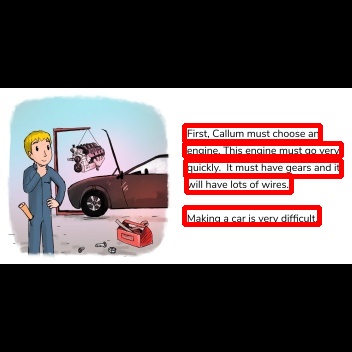 First, Callum must choose an
engine. This engine must go very
quickly. It must have gears and it
will have lots of wires.
Making a car is very difficult.